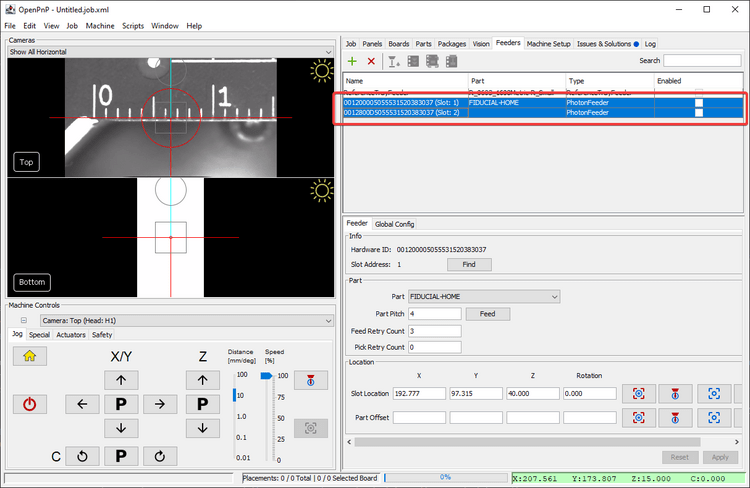 OpenPnP - Untitled.job.xml
File Edit View Job Machine Scripts Window Help
Cameras
Show All Horizontal
0
1
Top
Bottom
Machine Controls
Camera: Top (Head: H1)
Jog Special Actuators Safety
X/Y Z
Distance [mm/deg]
Speed [%]
100
10
1.0
0.1
0.01
100
75
50
25
0
P P
C P
Job Panels Boards Parts Packages Vision Feeders Machine Setup Issues & Solutions Log
Search
Name Part Type Enabled
ReferenceTrayFeeder
ReferenceTrayFeeder
00120000505553152038 3037 (Slot: 1) FIDUCIAL-HOME PhotonFeeder
0012800D5055531520383037 (Slot: 2) PhotonFeeder
Feeder Global Config
Info
Hardware ID: 001200005055531520383037
Slot Address: 1 Find
Part
Part FIDUCIAL-HOME
Part Pitch 4 Feed
Feed Retry Count 3
Pick Retry Count 0
Location
X Y Z Rotation
Slot Location 192.777 97.315 40.000 0.000
Part Offset
Reset Apply
Placements: 0 / 0 Total | 0 / 0 Selected Board 0% X:207.561 Y:173.807 Z:15.000 C:0.000